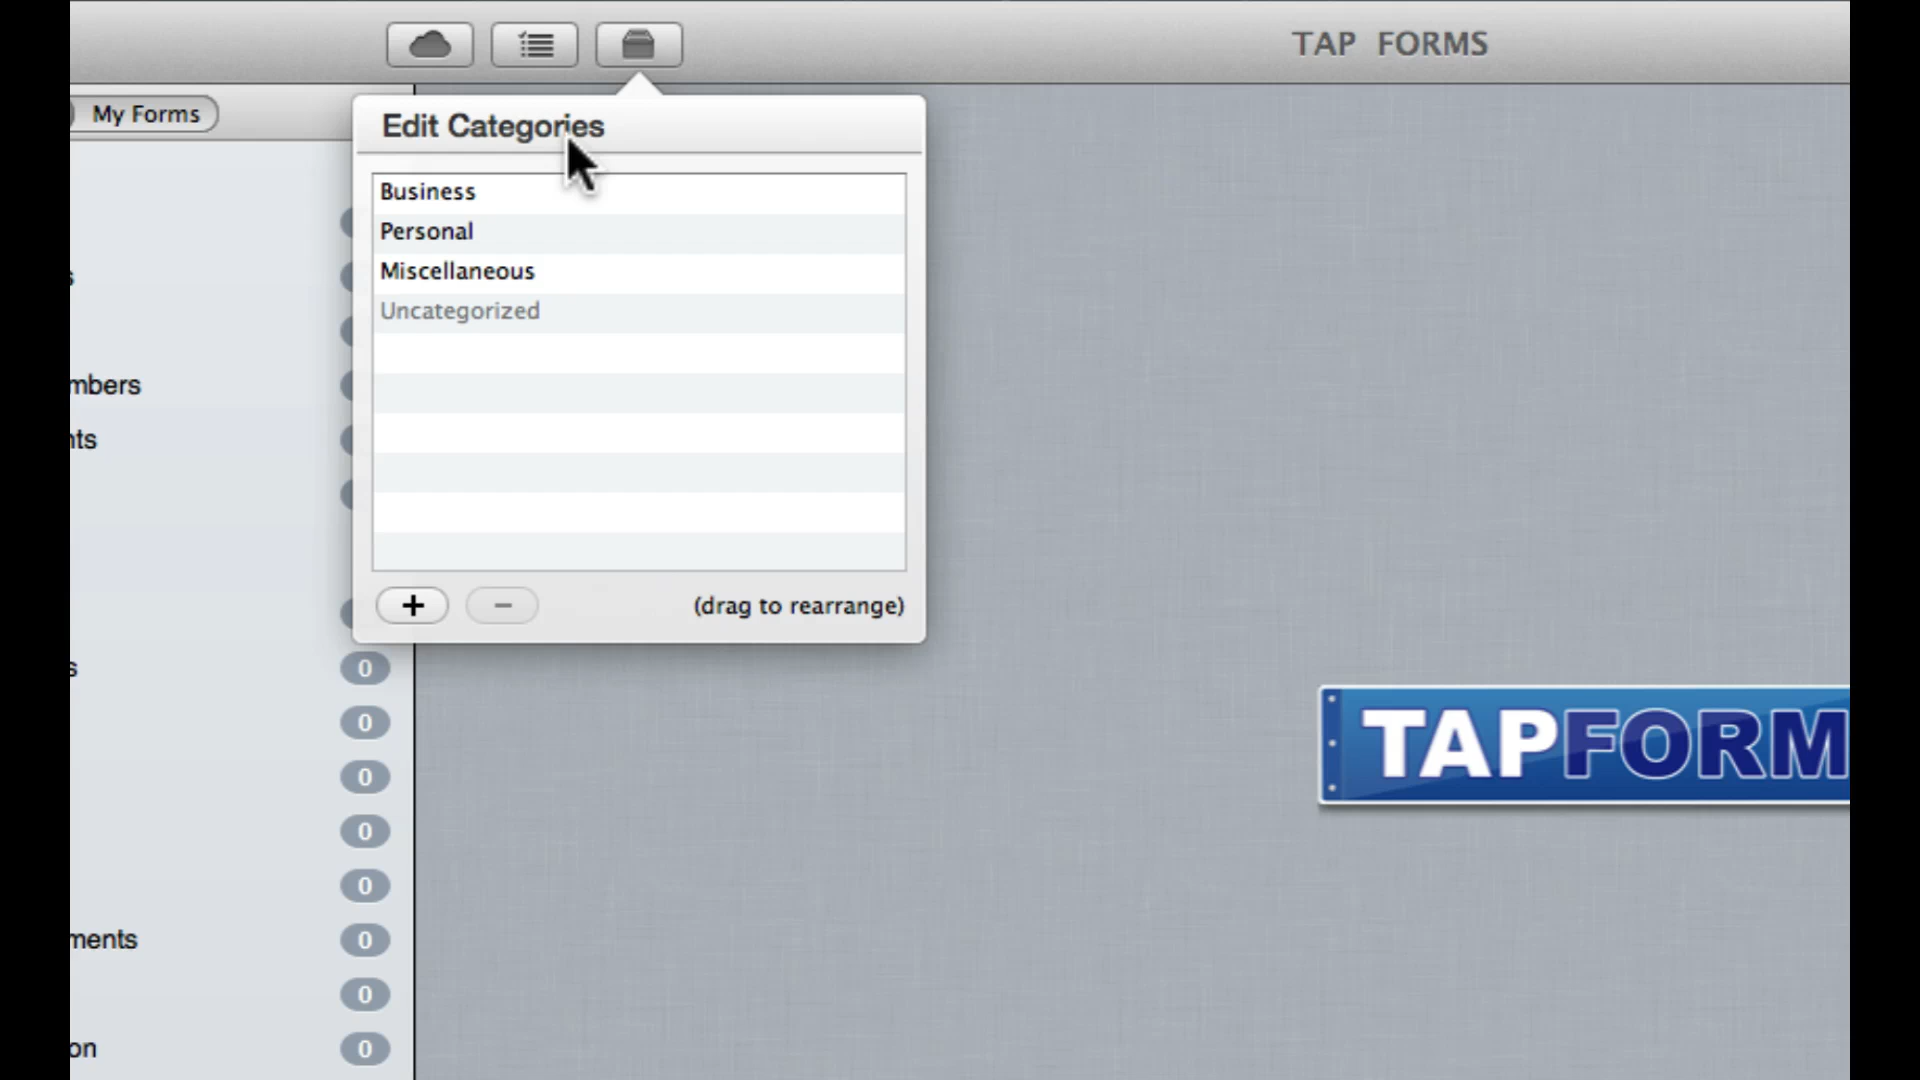 TAP FORMS
My Forms
Edit Categories
Business
Personal
Miscellaneous
Uncategorized
mbers
nts
+ − (drag to rearrange)
s 0
0
0
0
0
ments 0
0
on 0
TAPFORM